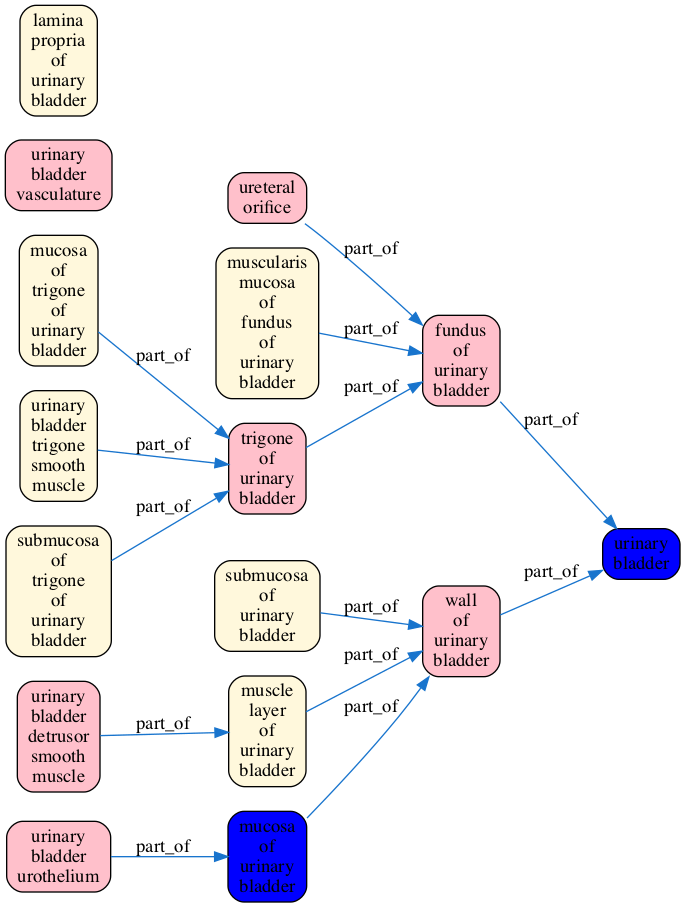 lamina
propria
of
urinary
bladder
urinary
bladder
vasculature
mucosa
of
trigone
of
urinary
bladder
urinary
bladder
trigone
smooth
muscle
submucosa
of
trigone
of
urinary
bladder
urinary
bladder
detrusor
smooth
muscle
urinary
bladder
urothelium
part_of
part_of
part_of
part_of
part_of
ureteral
orifice
muscularis
mucosa
of
fundus
of
urinary
bladder
trigone
of
urinary
bladder
submucosa
of
urinary
bladder
muscle
layer
of
urinary
bladder
mucosa
of
urinary
bladder
part_of
part_of
part_of
part_of
part_of
part_of
fundus
of
urinary
bladder
wall
of
urinary
bladder
part_of
part_of
urinary
bladder